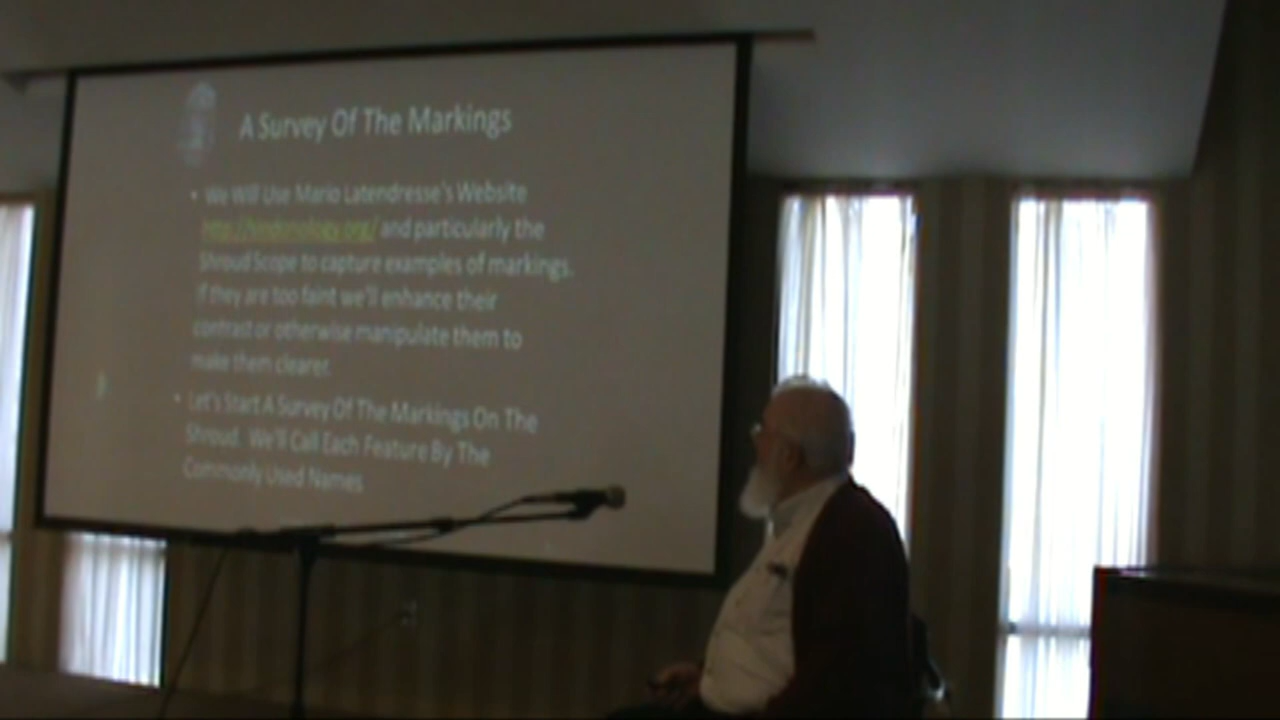 A Survey Of The Markings
• We Will Use Mario Latendresse's Website
and particularly the
Shroud Scope to capture examples of markings.
If they are too faint we'll enhance their
contrast or otherwise manipulate them to
make them clearer.
• Let's Start A Survey Of The Markings On The
Shroud. We'll Call Each Feature By The
Commonly Used Names